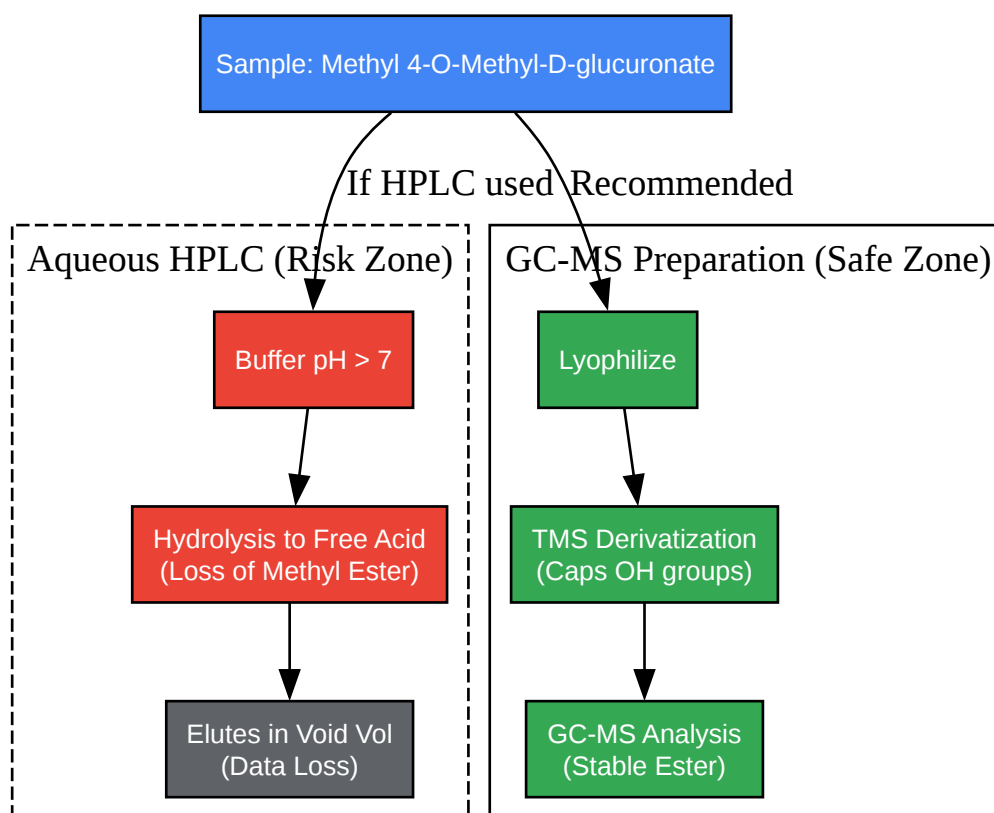 Sample: Methyl 4-O-Methyl-D-glucuronate
If HPLC used
Recommended
Aqueous HPLC (Risk Zone)
Buffer pH > 7
Hydrolysis to Free Acid
(Loss of Methyl Ester)
Elutes in Void Vol
(Data Loss)
GC-MS Preparation (Safe Zone)
Lyophilize
TMS Derivatization
(Caps OH groups)
GC-MS Analysis
(Stable Ester)